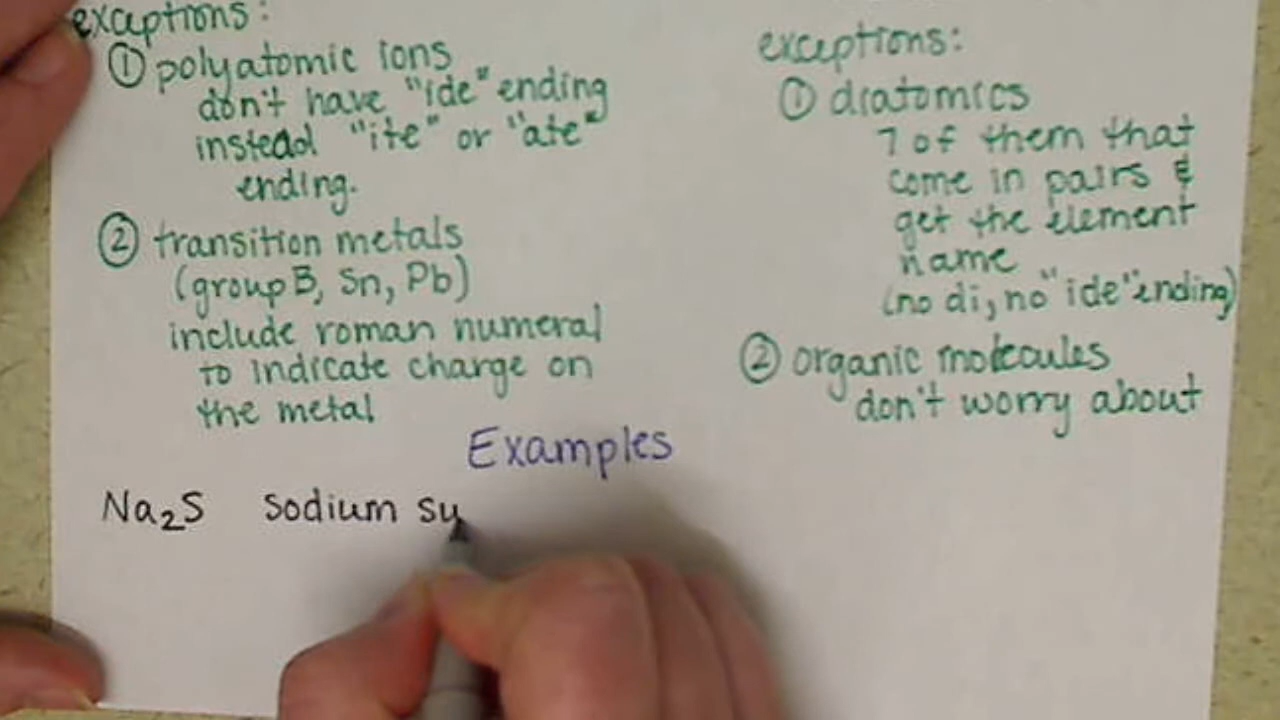 exceptions:
① polyatomic ions
don't have "ide" ending
instead "ite" or "ate"
ending.
② transition metals
(group B, Sn, Pb)
include roman numeral
to indicate charge on
the metal
exceptions:
① diatomics
7 of them that
come in pairs &
get the element
name
(no di, no "ide" ending)
② organic molecules
don't worry about
Examples
Na₂S sodium su